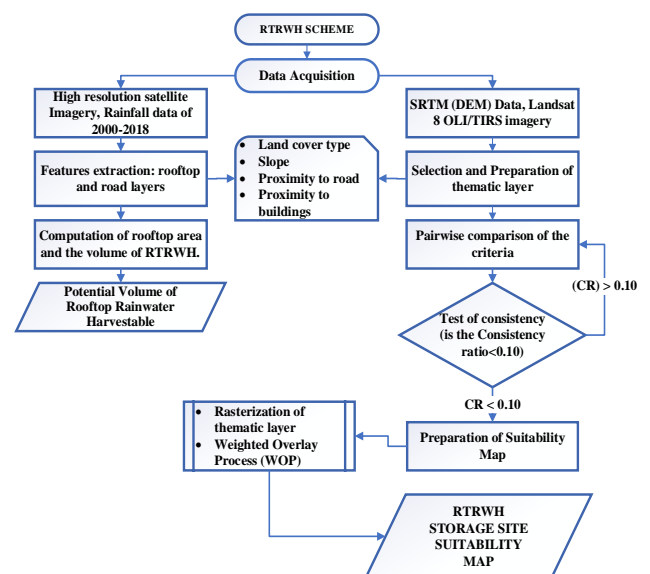 RTRWH SCHEME
Data Acquisition
High resolution satellite
Imagery, Rainfall data of
2000-2018
SRTM (DEM) Data, Landsat
8 OLI/TIRS imagery
Features extraction: rooftop
and road layers
• Land cover type
• Slope
• Proximity to road
• Proximity to
buildings
Selection and Preparation of
thematic layer
Computation of rooftop area
and the volume of RTRWH.
Pairwise comparison of the
criteria
Potential Volume of
Rooftop Rainwater
Harvestable
(CR) > 0.10
Test of consistency
(is the Consistency
ratio<0.10)
CR < 0.10
• Rasterization of
thematic layer
• Weighted Overlay
Process (WOP)
Preparation of Suitability
Map
RTRWH
STORAGE SITE
SUITABILITY
MAP